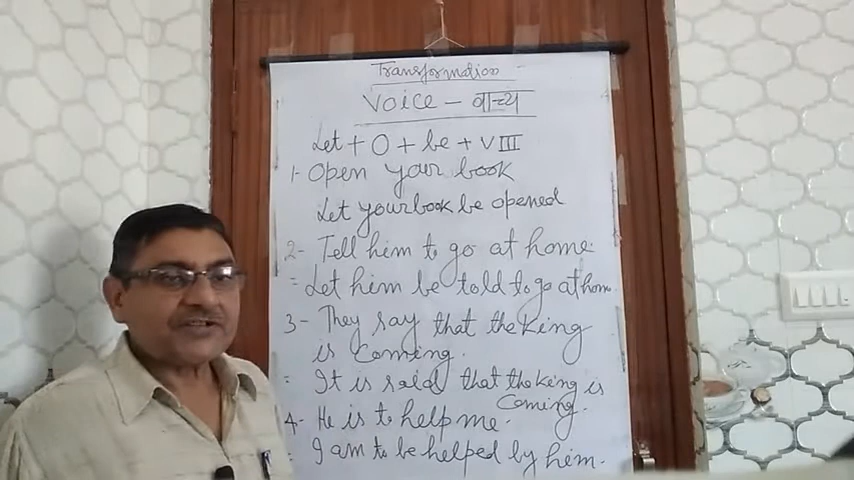 Transformation
Voice - वाच्य
Let + O + be + V III
1- Open your book
Let your book be opened
2- Tell him to go at home.
= Let him be told to go at home.
3- They say that the King
is Coming.
= It is said that the King is
Coming.
4- He is to help me.
= I am to be helped by him.